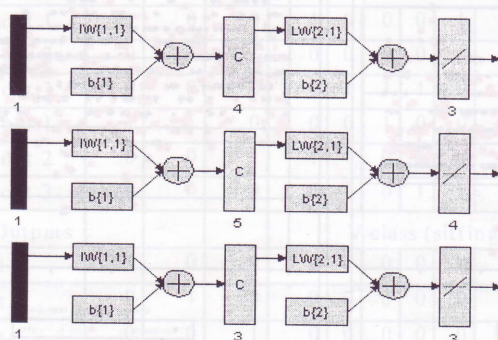 IW{1,1} LW{2,1}
C
b{1} b{2}
1 4 3
IW{1,1} LW{2,1}
C
b{1} b{2}
1 5 4
IW{1,1} LW{2,1}
C
b{1} b{2}
1 3 3